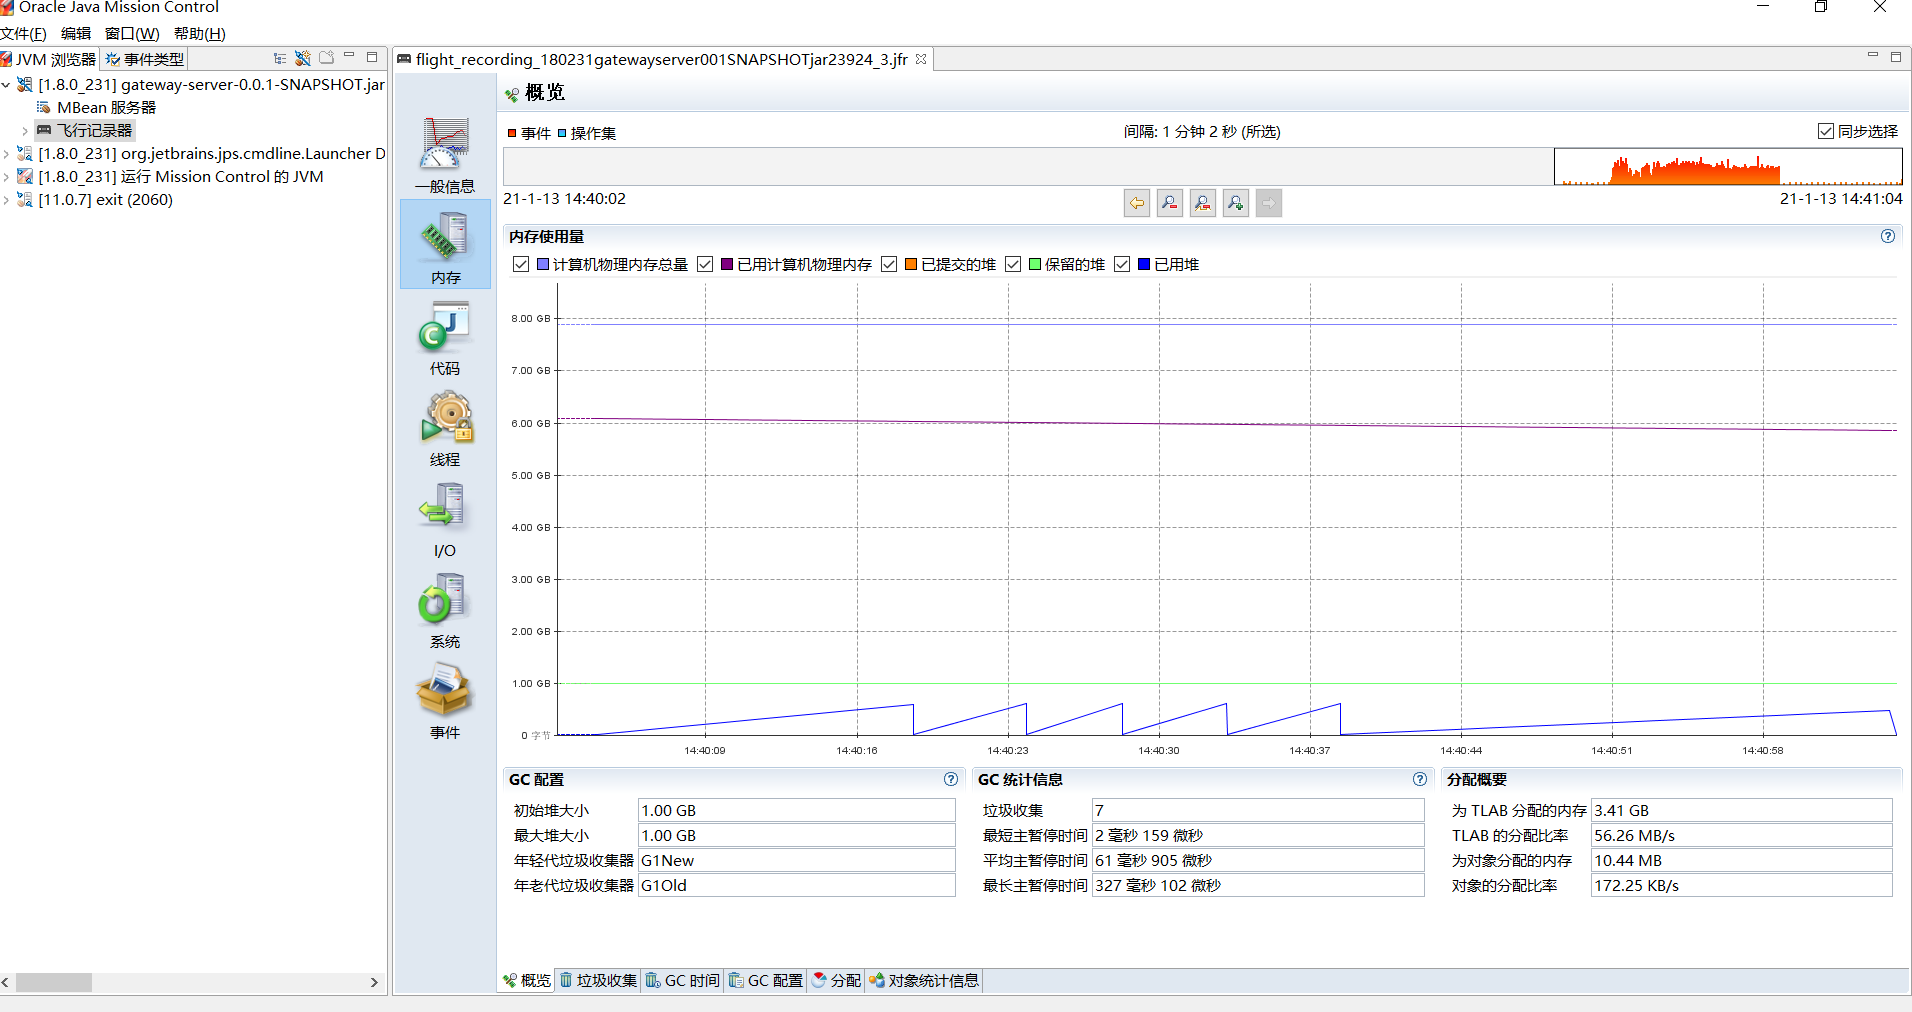 Oracle Java Mission Control
文件(F) 编辑 窗口(W) 帮助(H)
JVM 浏览器 事件类型
[1.8.0_231] gateway-server-0.0.1-SNAPSHOT.jar
MBean 服务器
飞行记录器
[1.8.0_231] org.jetbrains.jps.cmdline.Launcher D
[1.8.0_231] 运行 Mission Control 的 JVM
[11.0.7] exit (2060)
flight_recording_180231gatewayserver001SNAPSHOTjar23924_3.jfr
一般信息
内存
代码
线程
I/O
系统
事件
概览
事件 操作集
间隔: 1 分钟 2 秒 (所选)
同步选择
21-1-13 14:40:02
21-1-13 14:41:04
内存使用量
计算机物理内存总量 已用计算机物理内存 已提交的堆 保留的堆 已用堆
8.00 GB
7.00 GB
6.00 GB
5.00 GB
4.00 GB
3.00 GB
2.00 GB
1.00 GB
0 字节
14:40:09 14:40:16 14:40:23 14:40:30 14:40:37 14:40:44 14:40:51 14:40:58
GC 配置
初始堆大小 1.00 GB
最大堆大小 1.00 GB
年轻代垃圾收集器 G1New
年老代垃圾收集器 G1Old
GC 统计信息
垃圾收集 7
最短主暂停时间 2 毫秒 159 微秒
平均主暂停时间 61 毫秒 905 微秒
最长主暂停时间 327 毫秒 102 微秒
分配概要
为 TLAB 分配的内存 3.41 GB
TLAB 的分配比率 56.26 MB/s
为对象分配的内存 10.44 MB
对象的分配比率 172.25 KB/s
概览 垃圾收集 GC 时间 GC 配置 分配 对象统计信息